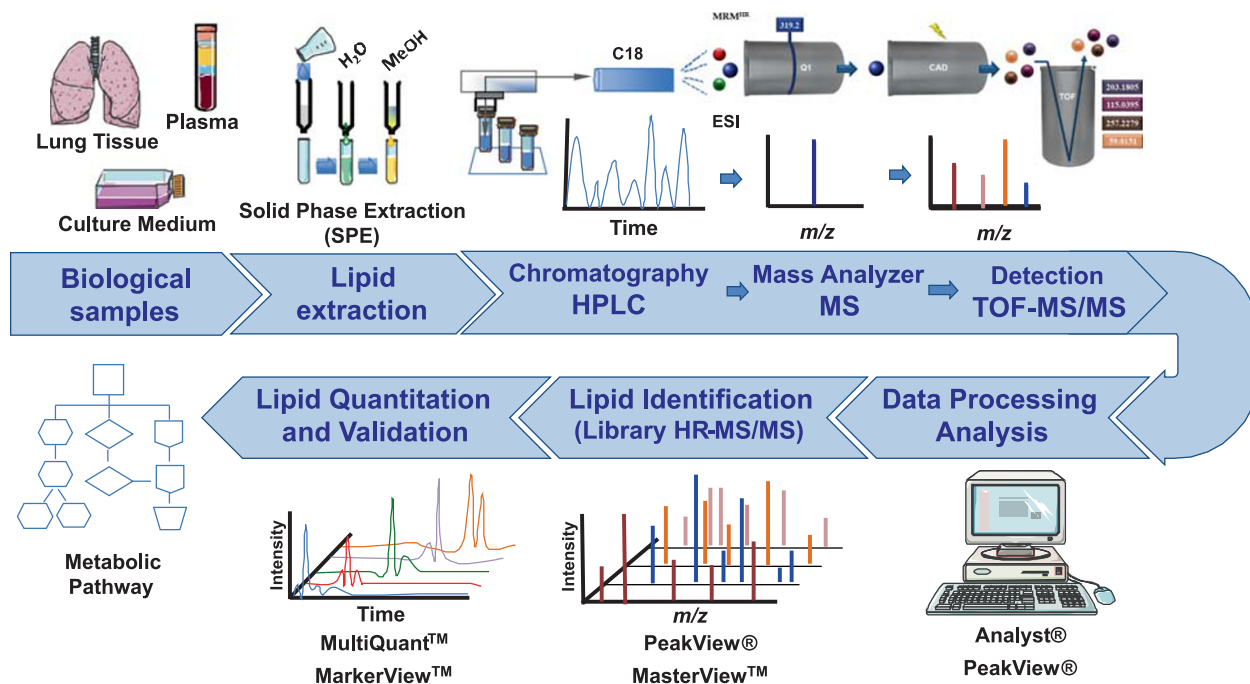 Lung Tissue
Plasma
Culture Medium
H2O
MeOH
Solid Phase Extraction
(SPE)
C18
MRMHR
319.2
Q1
CAD
TOF
203.1805
115.0395
257.2279
59.0151
ESI
Time
m/z
m/z
Biological
samples
Lipid
extraction
Chromatography
HPLC
Mass Analyzer
MS
Detection
TOF-MS/MS
Lipid Quantitation
and Validation
Lipid Identification
(Library HR-MS/MS)
Data Processing
Analysis
Metabolic
Pathway
Intensity
Time
MultiQuant™
MarkerView™
Intensity
m/z
PeakView®
MasterView™
Analyst®
PeakView®